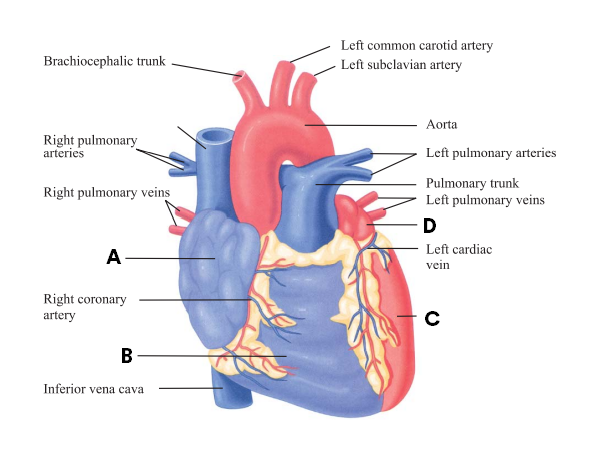 Left common carotid artery
Brachiocephalic trunk
Left subclavian artery
Aorta
Right pulmonary
arteries
Left pulmonary arteries
Pulmonary trunk
Right pulmonary veins
Left pulmonary veins
D
A
Left cardiac
vein
Right coronary
artery
C
B
Inferior vena cava